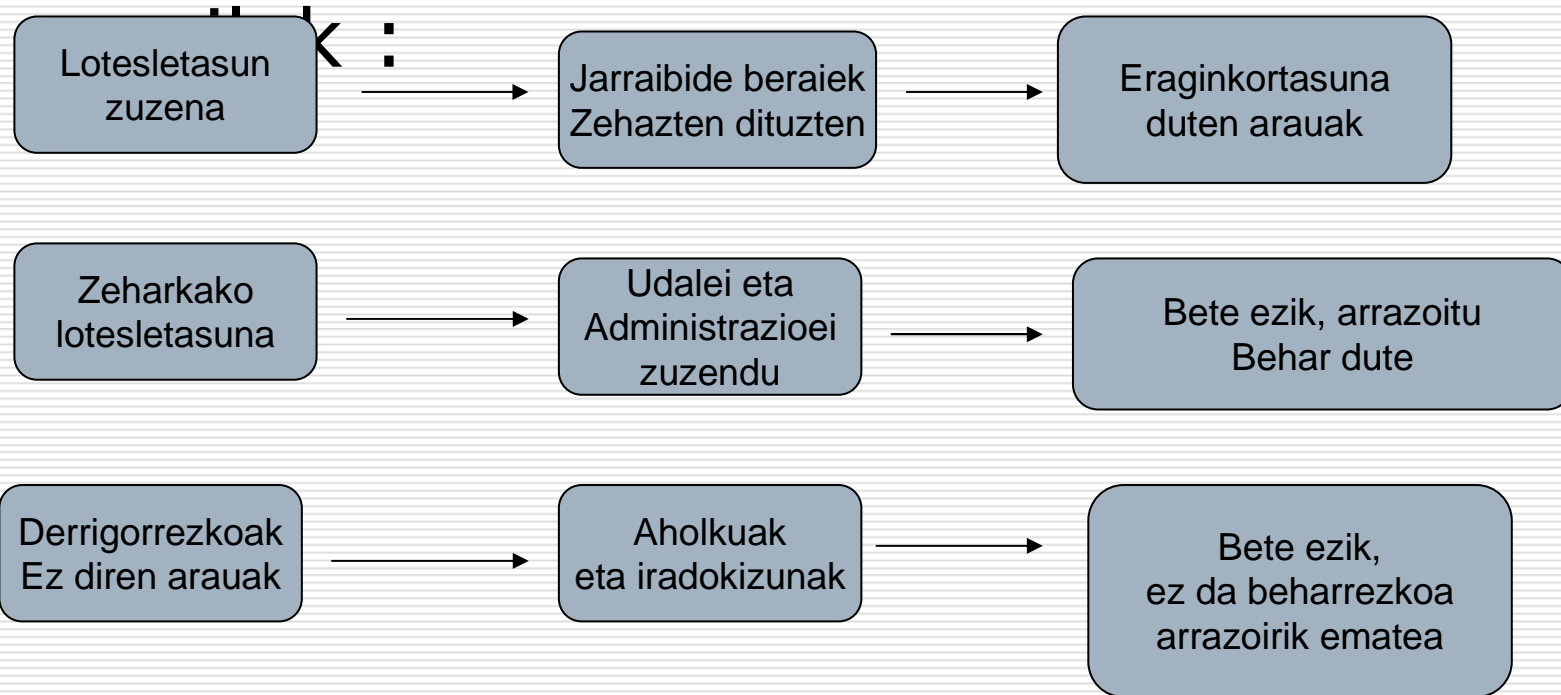 k :
Lotesletasun
zuzena
Jarraibide beraiek
Zehazten dituzten
Eraginkortasuna
duten arauak
Zeharkako
lotesletasuna
Udalei eta
Administrazioei
zuzendu
Bete ezik, arrazoitu
Behar dute
Derrigorrezkoak
Ez diren arauak
Aholkuak
eta iradokizunak
Bete ezik,
ez da beharrezkoa
arrazoirik ematea